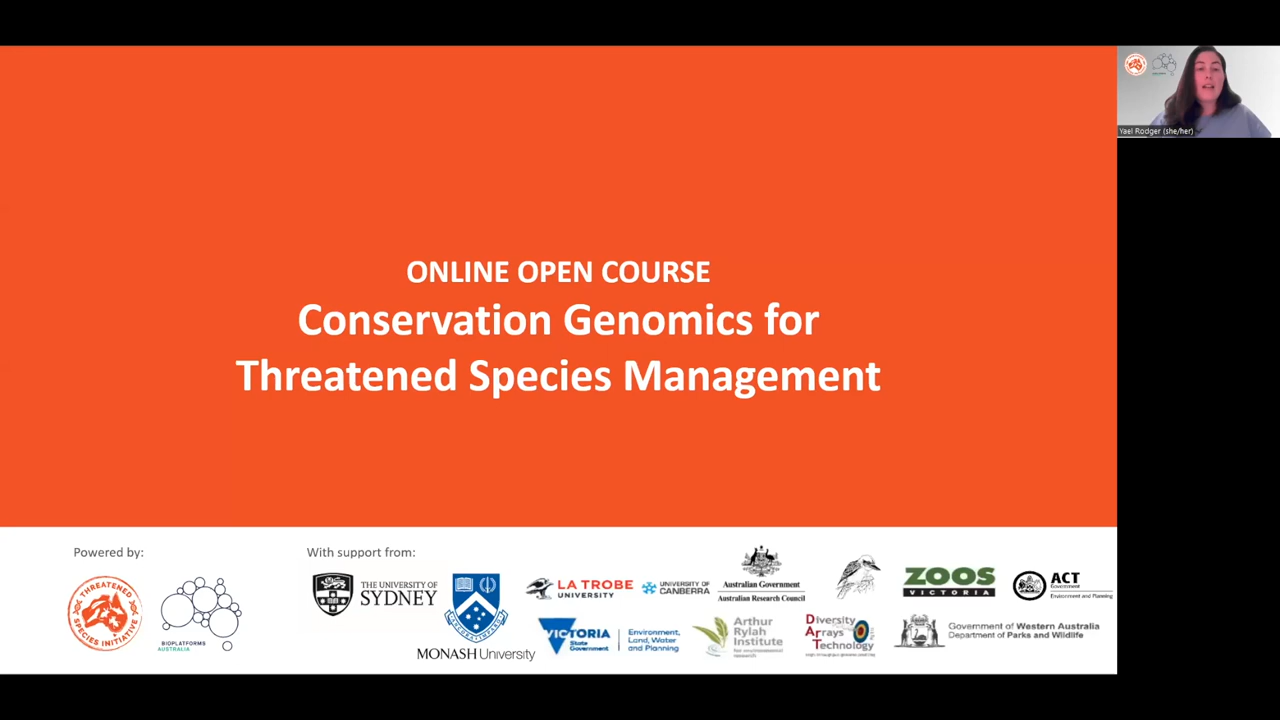 Yael Rodger (she/her)
ONLINE OPEN COURSE
Conservation Genomics for
Threatened Species Management
Powered by:
With support from:
THREATENED
SPECIES INITIATIVE
BIOPLATFORMS
AUSTRALIA
THE UNIVERSITY OF
SYDNEY
MONASH University
LA TROBE
UNIVERSITY
UNIVERSITY OF
CANBERRA
Australian Government
Australian Research Council
ZOOS
VICTORIA
ACT
Environment and Planning
VICTORIA
State
Government
Environment,
Land, Water
and Planning
Arthur
Rylah
Institute
Diversity
Arrays
Technology
Government of Western Australia
Department of Parks and Wildlife